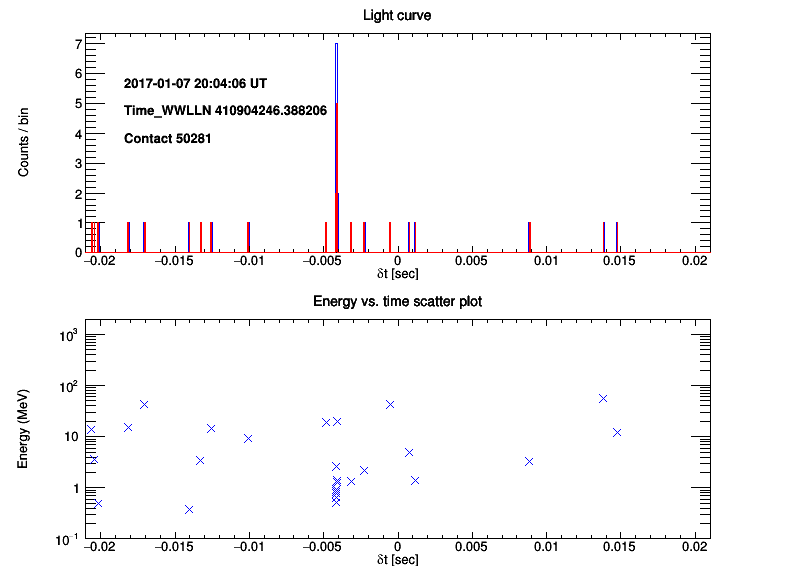 Light curve
Counts / bin
7
6
5
4
3
2
1
0
2017-01-07 20:04:06 UT
Time_WWLLN 410904246.388206
Contact 50281
−0.02 −0.015 −0.01 −0.005 0 0.005 0.01 0.015 0.02
δt [sec]
Energy vs. time scatter plot
Energy (MeV)
10³
10²
10
1
10⁻¹
−0.02 −0.015 −0.01 −0.005 0 0.005 0.01 0.015 0.02
δt [sec]